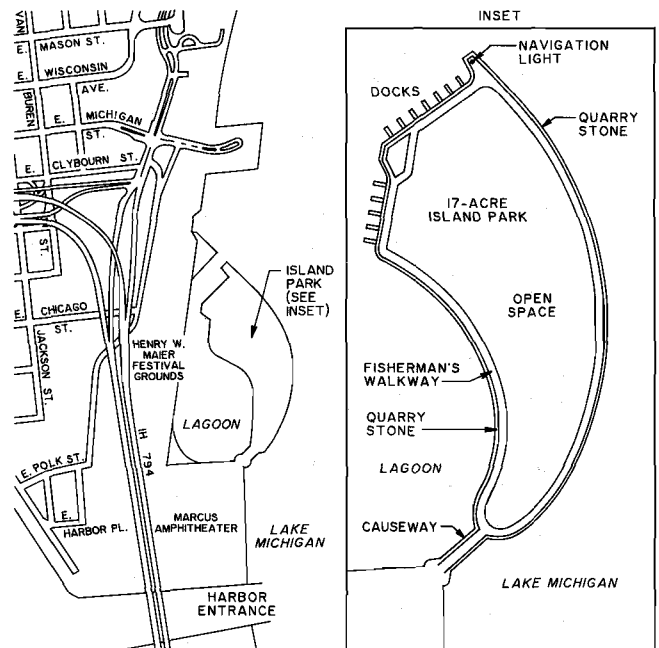 VAN
BUREN
ST.
E. MASON ST.
E. WISCONSIN
AVE.
E. MICHIGAN
ST.
E. CLYBOURN ST.
E. CHICAGO
ST.
JACKSON
ST.
HENRY W.
MAIER
FESTIVAL
GROUNDS
ISLAND
PARK
(SEE
INSET)
LAGOON
IH 794
E. POLK ST.
E.
HARBOR PL.
MARCUS
AMPHITHEATER
LAKE
MICHIGAN
HARBOR
ENTRANCE
INSET
NAVIGATION
LIGHT
DOCKS
QUARRY
STONE
17-ACRE
ISLAND PARK
OPEN
SPACE
FISHERMAN'S
WALKWAY
QUARRY
STONE
LAGOON
CAUSEWAY
LAKE MICHIGAN